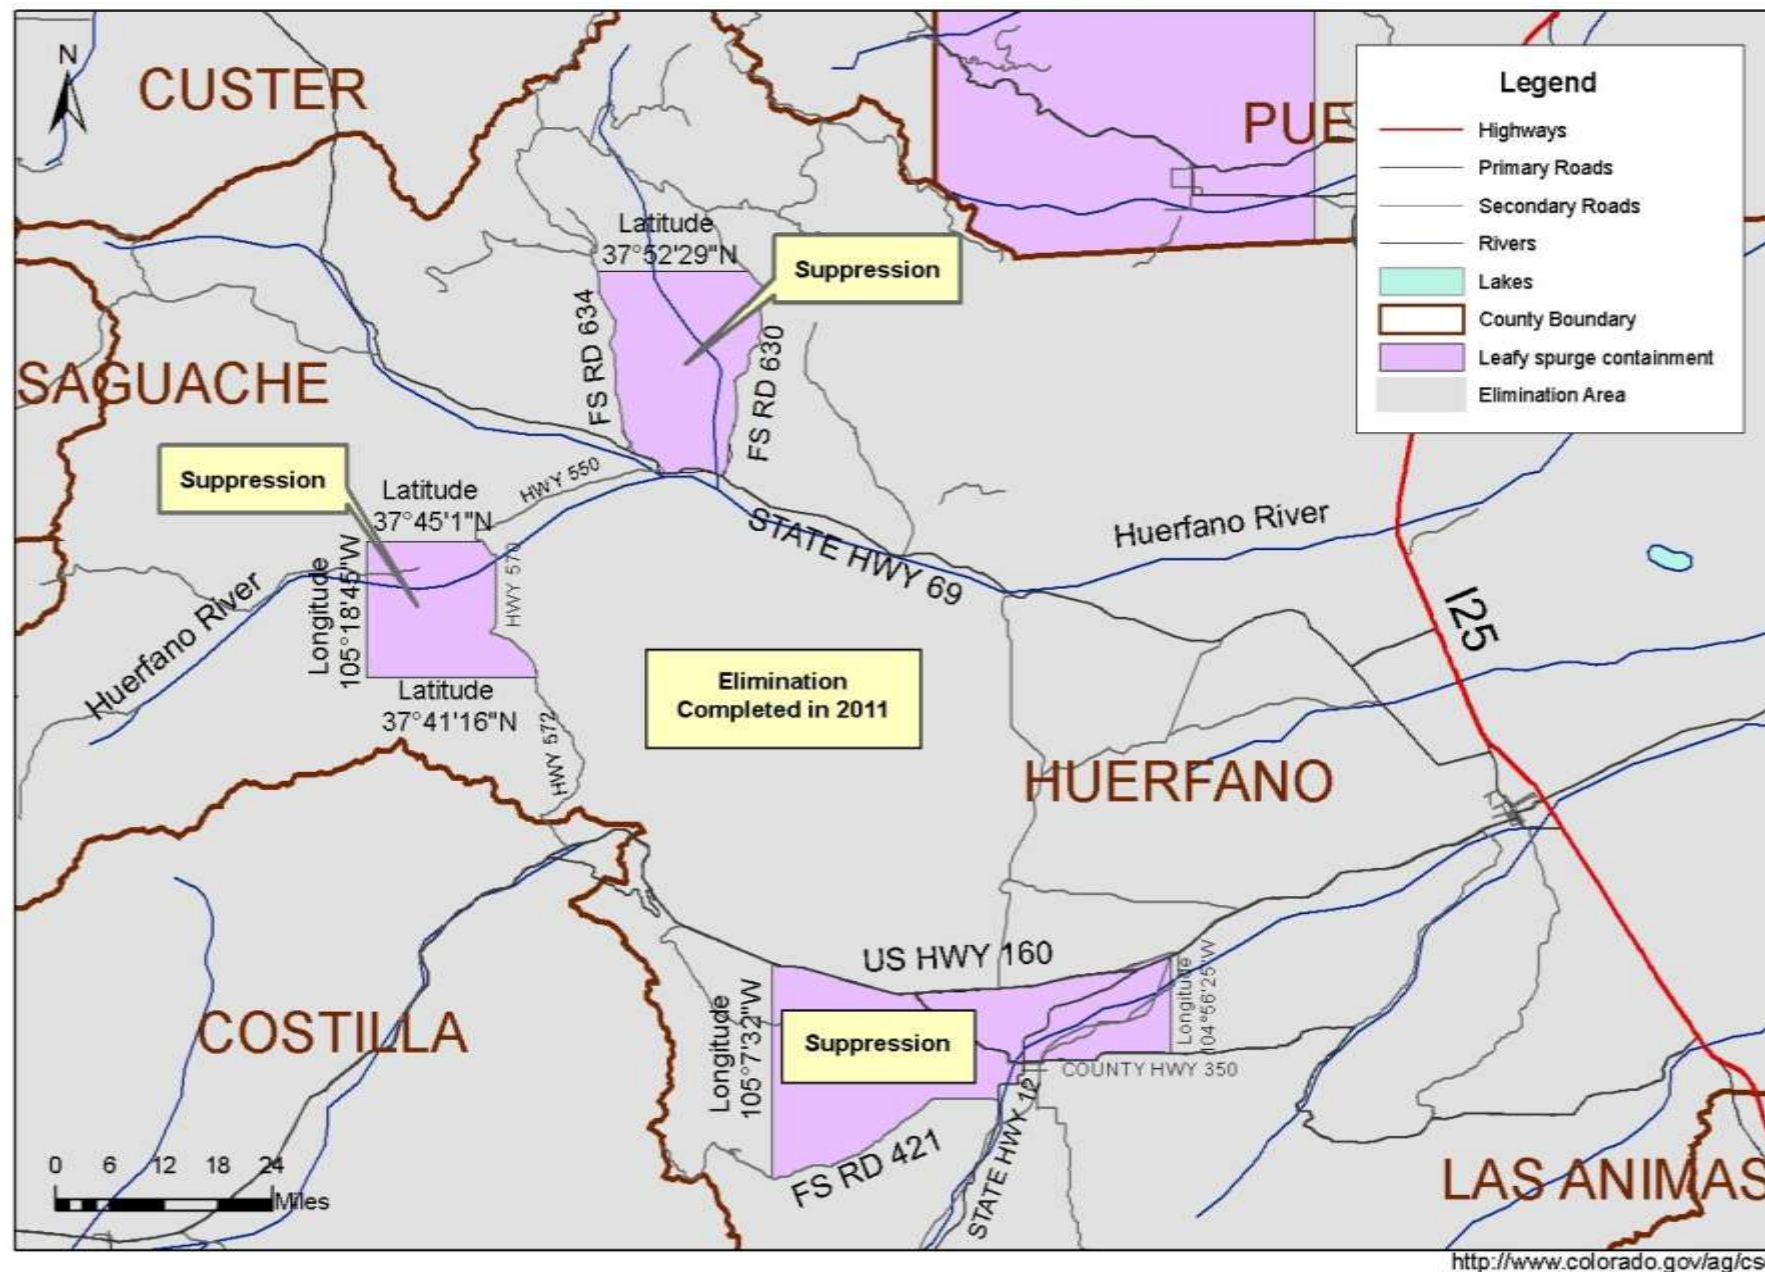 N
CUSTER
PUE
Legend
Highways
Primary Roads
Secondary Roads
Rivers
Lakes
County Boundary
Leafy spurge containment
Elimination Area
Latitude
37°52'29"N
Suppression
FS RD 634
FS RD 630
SAGUACHE
Suppression
Latitude
37°45'1"N
HWY 550
HWY 570
Longitude
105°18'45"W
Huerfano River
Latitude
37°41'16"N
HWY 572
STATE HWY 69
Huerfano River
I25
Elimination
Completed in 2011
HUERFANO
US HWY 160
Longitude
104°56'25"W
COSTILLA
Longitude
105°7'32"W
Suppression
COUNTY HWY 350
STATE HWY 12
FS RD 421
LAS ANIMAS
0 6 12 18 24
Miles
http://www.colorado.gov/ag/cs